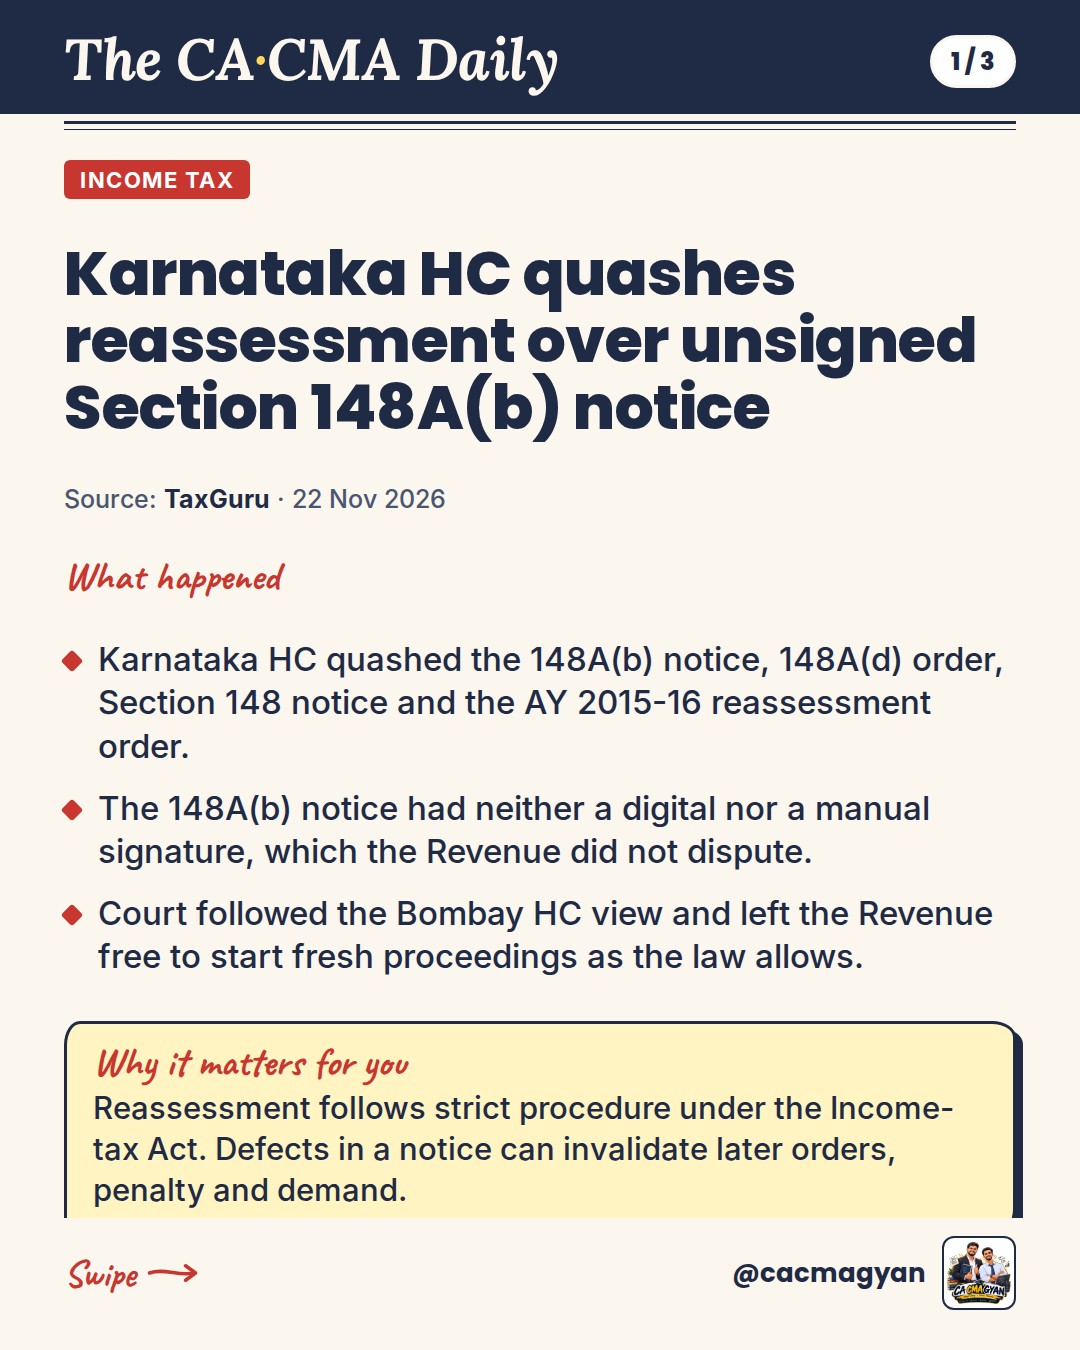 The CA·CMA Daily
1/3
INCOME TAX
Karnataka HC quashes
reassessment over unsigned
Section 148A(b) notice
Source: TaxGuru · 22 Nov 2026
What happened
Karnataka HC quashed the 148A(b) notice, 148A(d) order,
Section 148 notice and the AY 2015-16 reassessment
order.
The 148A(b) notice had neither a digital nor a manual
signature, which the Revenue did not dispute.
Court followed the Bombay HC view and left the Revenue
free to start fresh proceedings as the law allows.
Why it matters for you
Reassessment follows strict procedure under the Income-
tax Act. Defects in a notice can invalidate later orders,
penalty and demand.
Swipe
@cacmagyan
CA CMA GYAN